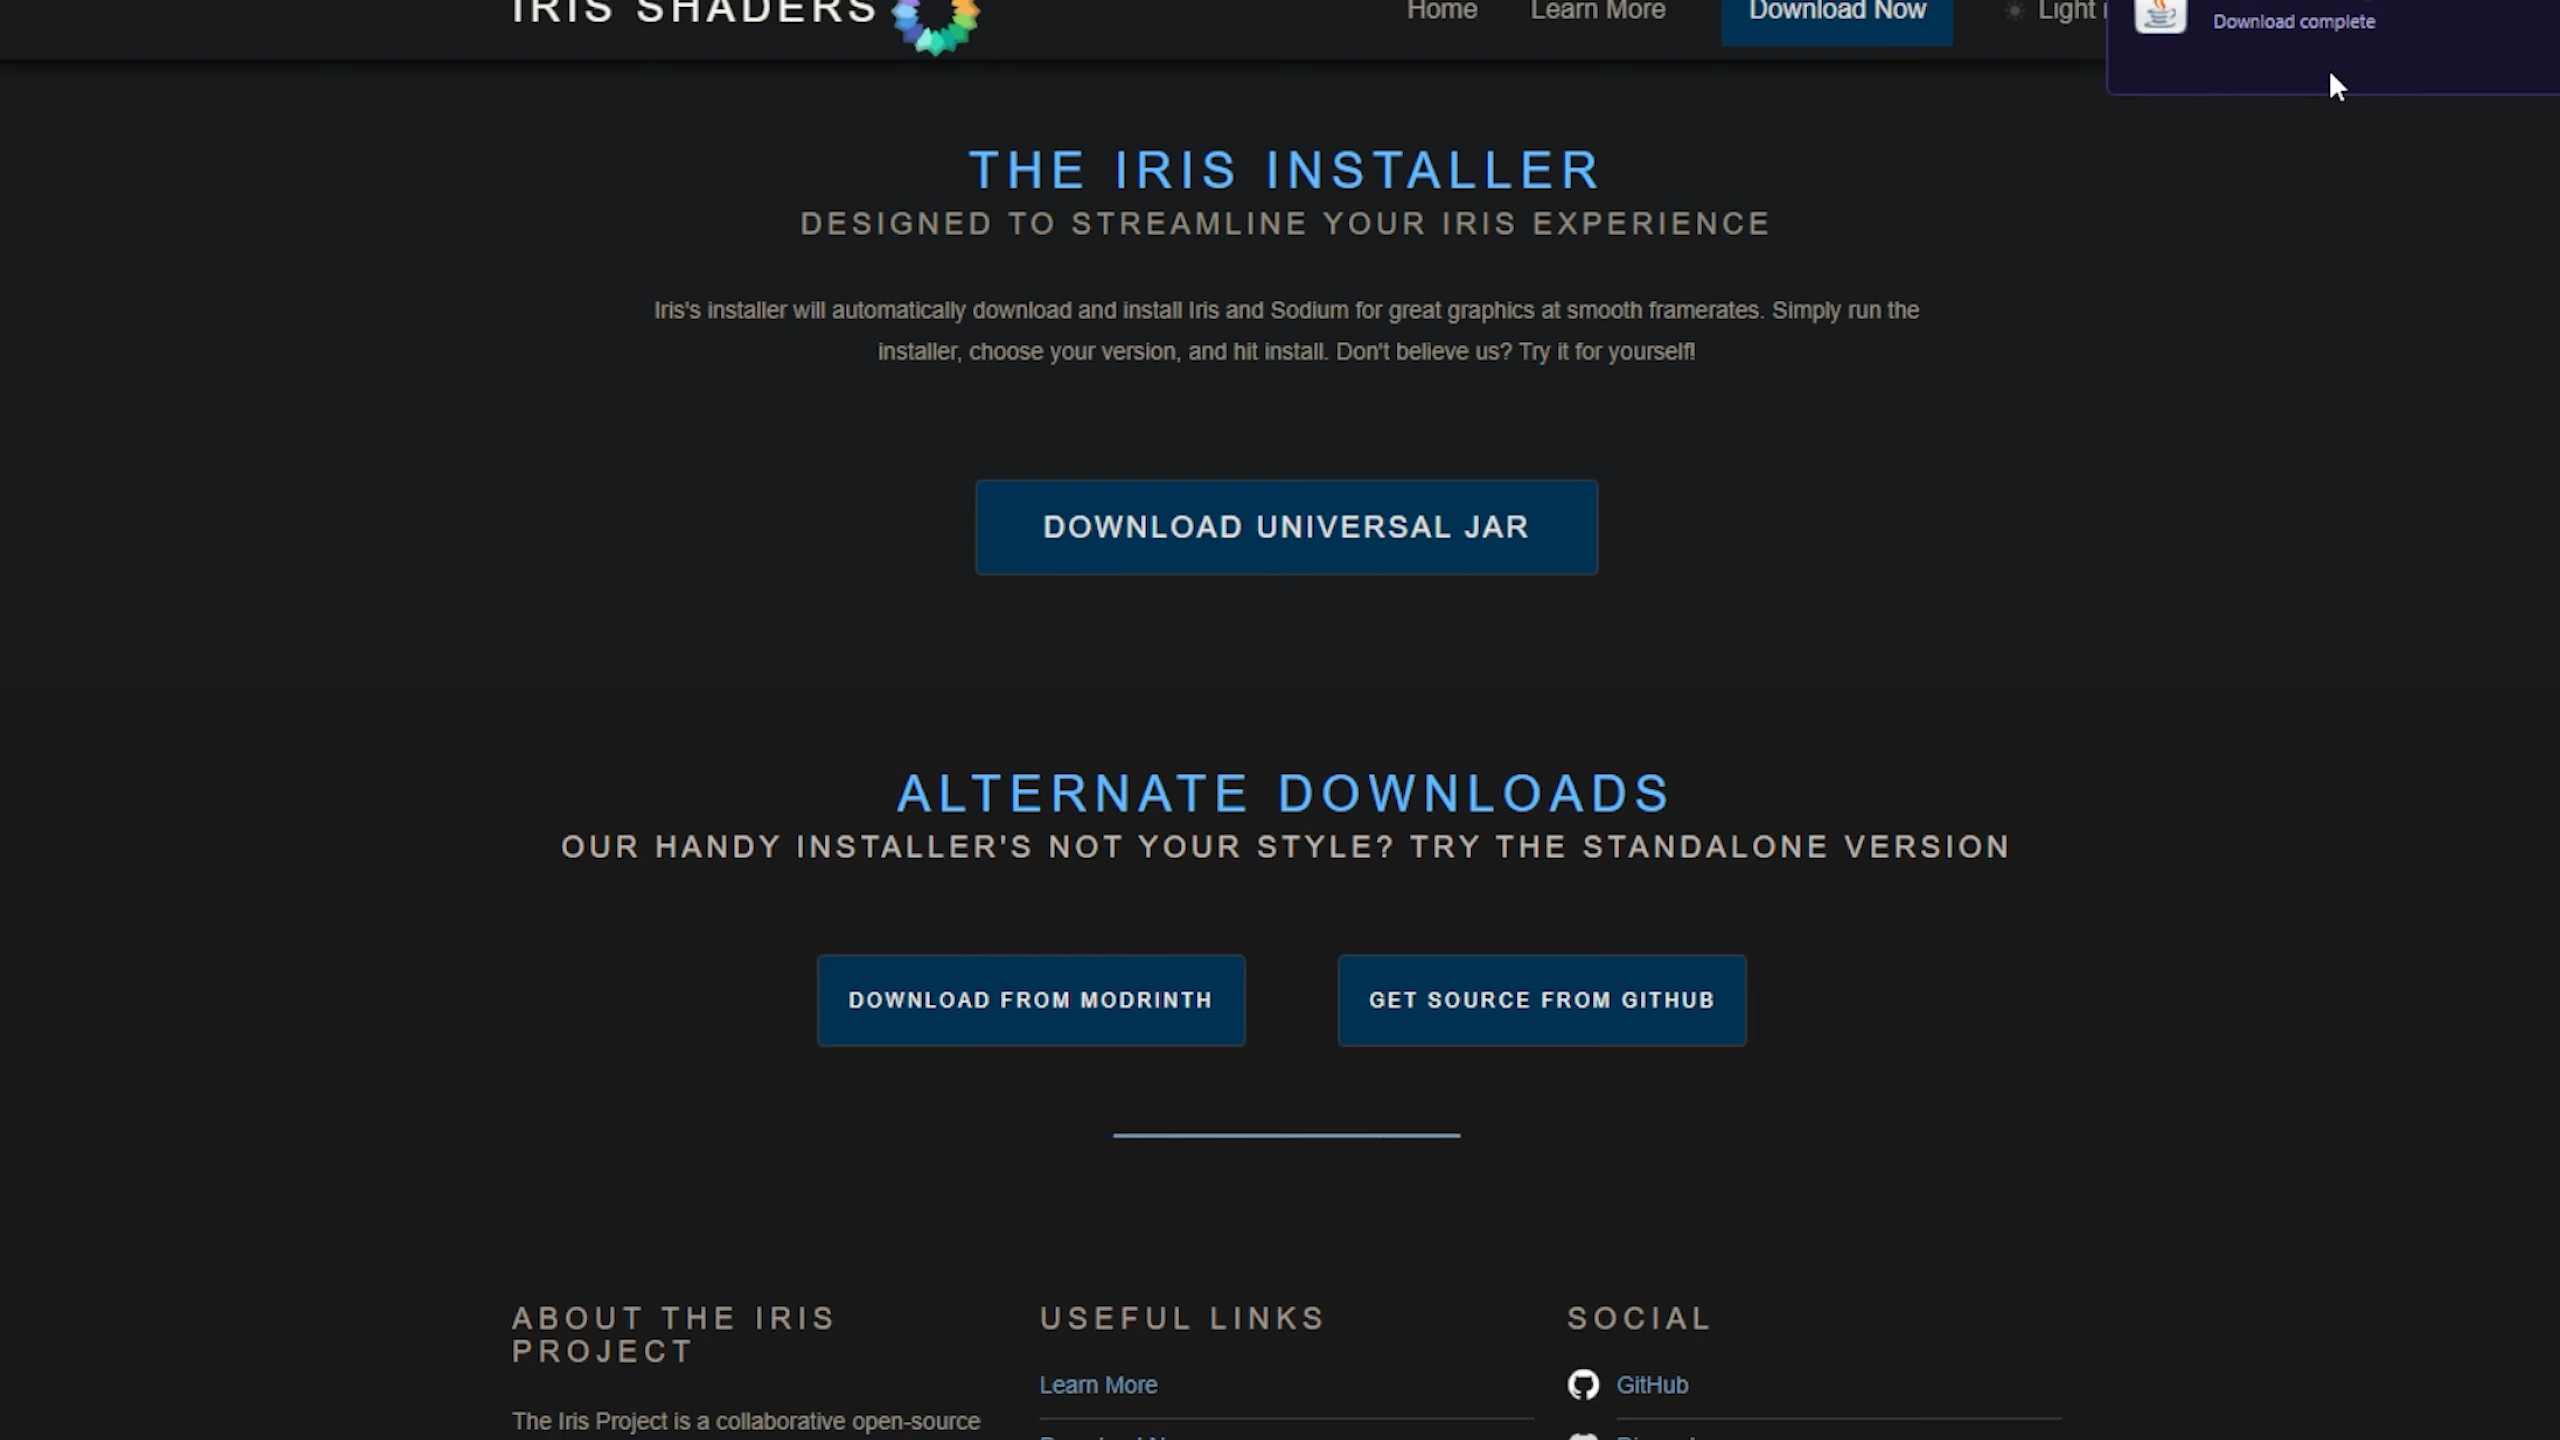 IRIS SHADERS
Home
Learn More
Download Now
Light
Download complete
THE IRIS INSTALLER
DESIGNED TO STREAMLINE YOUR IRIS EXPERIENCE
Iris's installer will automatically download and install Iris and Sodium for great graphics at smooth framerates. Simply run the
installer, choose your version, and hit install. Don't believe us? Try it for yourself!
DOWNLOAD UNIVERSAL JAR
ALTERNATE DOWNLOADS
OUR HANDY INSTALLER'S NOT YOUR STYLE? TRY THE STANDALONE VERSION
DOWNLOAD FROM MODRINTH
GET SOURCE FROM GITHUB
ABOUT THE IRIS
PROJECT
The Iris Project is a collaborative open-source
USEFUL LINKS
Learn More
SOCIAL
GitHub